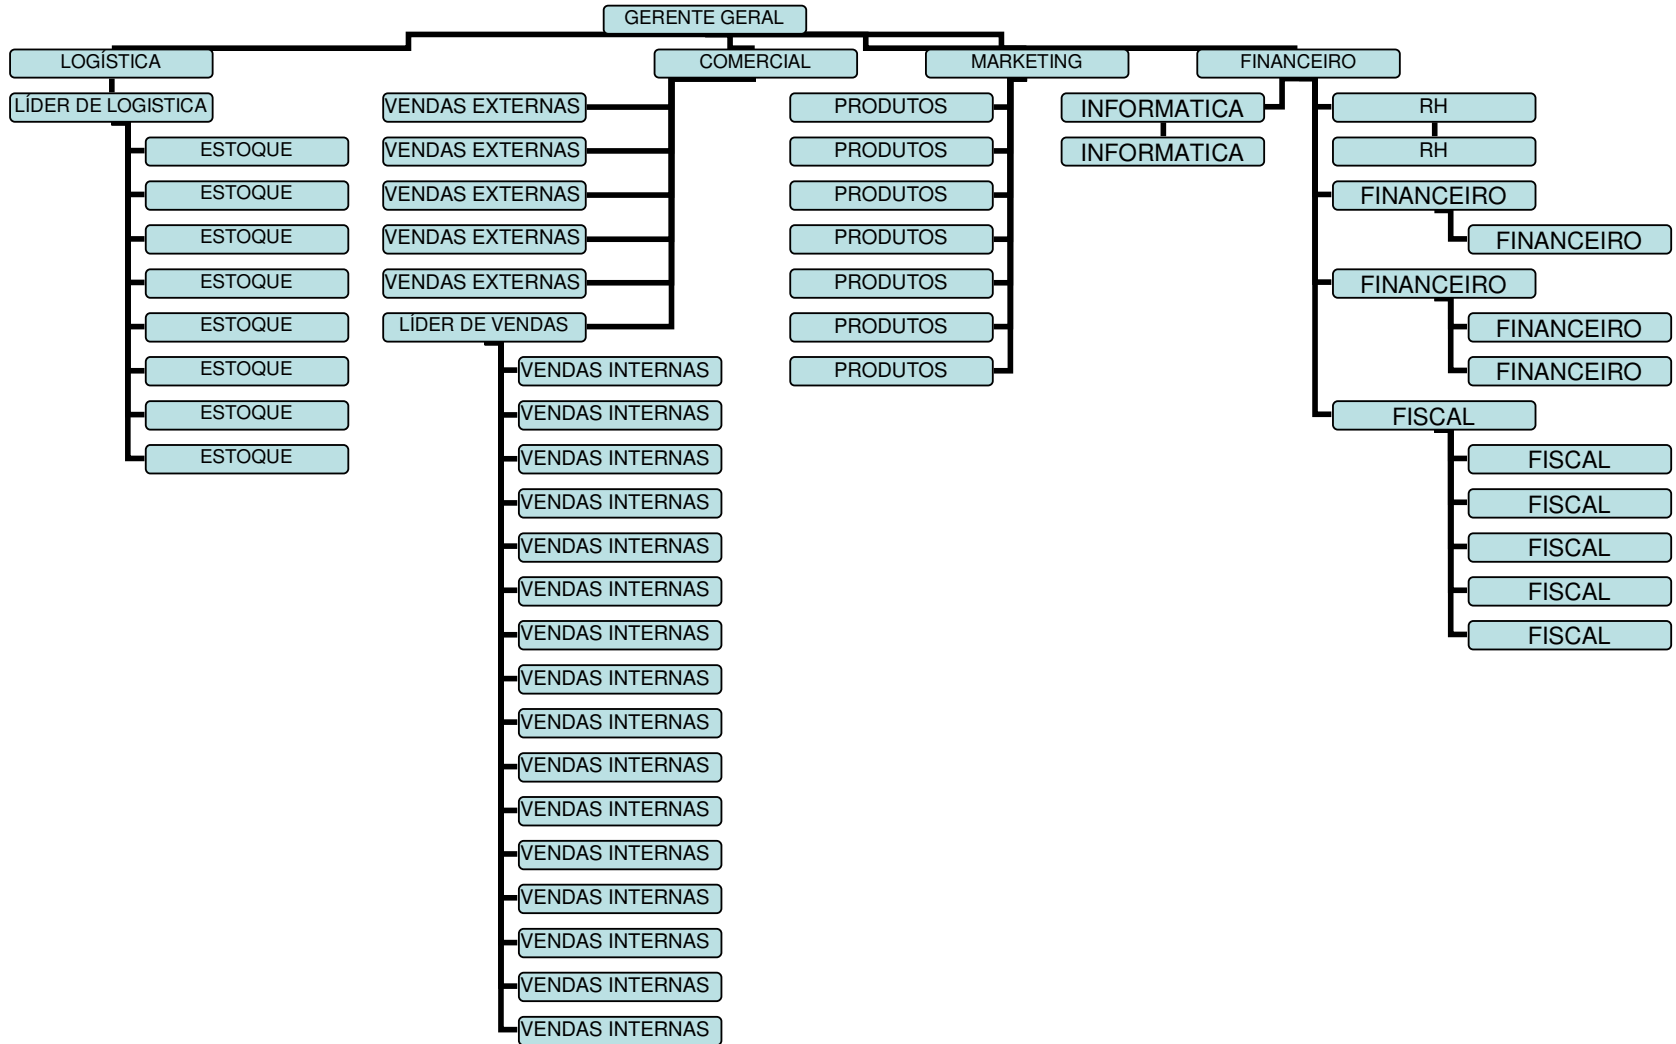 GERENTE GERAL
LOGÍSTICA
COMERCIAL
MARKETING
FINANCEIRO
LÍDER DE LOGISTICA
VENDAS EXTERNAS
PRODUTOS
INFORMATICA
RH
ESTOQUE
VENDAS EXTERNAS
PRODUTOS
INFORMATICA
RH
ESTOQUE
VENDAS EXTERNAS
PRODUTOS
FINANCEIRO
ESTOQUE
VENDAS EXTERNAS
PRODUTOS
FINANCEIRO
ESTOQUE
VENDAS EXTERNAS
PRODUTOS
FINANCEIRO
ESTOQUE
LÍDER DE VENDAS
PRODUTOS
FINANCEIRO
ESTOQUE
VENDAS INTERNAS
PRODUTOS
FINANCEIRO
ESTOQUE
VENDAS INTERNAS
FISCAL
ESTOQUE
VENDAS INTERNAS
FISCAL
VENDAS INTERNAS
FISCAL
VENDAS INTERNAS
FISCAL
VENDAS INTERNAS
FISCAL
VENDAS INTERNAS
FISCAL
VENDAS INTERNAS
VENDAS INTERNAS
VENDAS INTERNAS
VENDAS INTERNAS
VENDAS INTERNAS
VENDAS INTERNAS
VENDAS INTERNAS
VENDAS INTERNAS
VENDAS INTERNAS